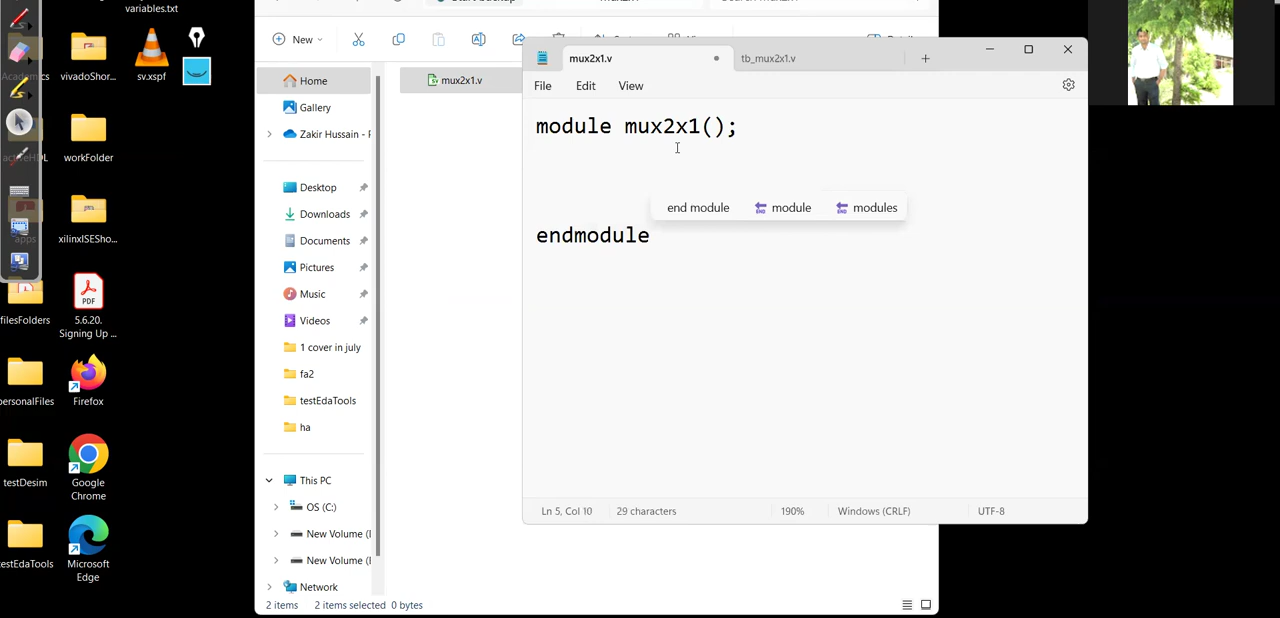 variables.txt
Academics
vivadoShor...
sv.xspf
workFolder
apps
xilinxISESho...
filesFolders
PDF
5.6.20.
Signing Up ...
personalFiles
Firefox
testDesim
Google
Chrome
testEdaTools
Microsoft
Edge
New
Home
Gallery
Zakir Hussain - P
Desktop
Downloads
Documents
Pictures
Music
Videos
1 cover in july
fa2
testEdaTools
ha
This PC
OS (C:)
New Volume (
New Volume (
Network
2 items 2 items selected 0 bytes
mux2x1.v
mux2x1.v
tb_mux2x1.v
File Edit View
module mux2x1();
end module module modules
endmodule
Ln 5, Col 10 29 characters 190% Windows (CRLF) UTF-8